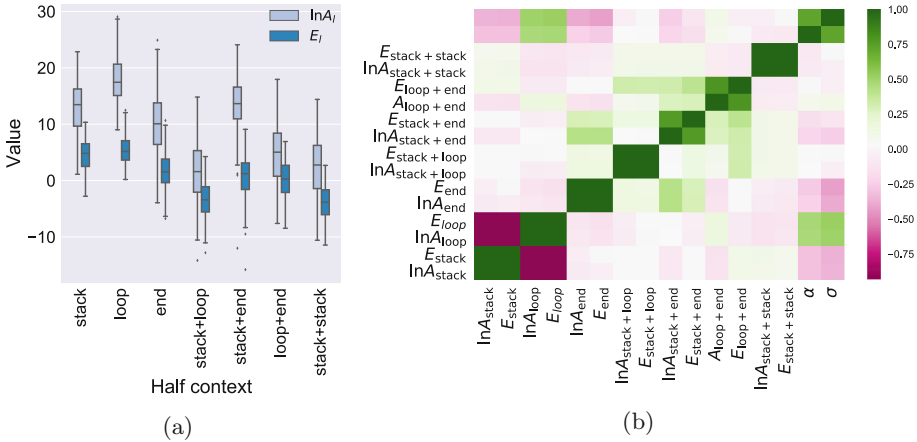 ln A_l
E_l
30
20
10
0
−10
Value
stack
loop
end
stack+loop
stack+end
loop+end
stack+stack
Half context
(a)
E_stack + stack
lnA_stack + stack
E_loop + end
A_loop + end
E_stack + end
lnA_stack + end
E_stack + loop
lnA_stack + loop
E_end
lnA_end
E_loop
lnA_loop
E_stack
lnA_stack
lnA_stack
E_stack
lnA_loop
E_loop
lnA_end
E_end
lnA_stack + loop
E_stack + loop
lnA_stack + end
E_stack + end
A_loop + end
E_loop + end
lnA_stack + stack
E_stack + stack
α
σ
1.00
0.75
0.50
0.25
0.00
−0.25
−0.50
−0.75
(b)